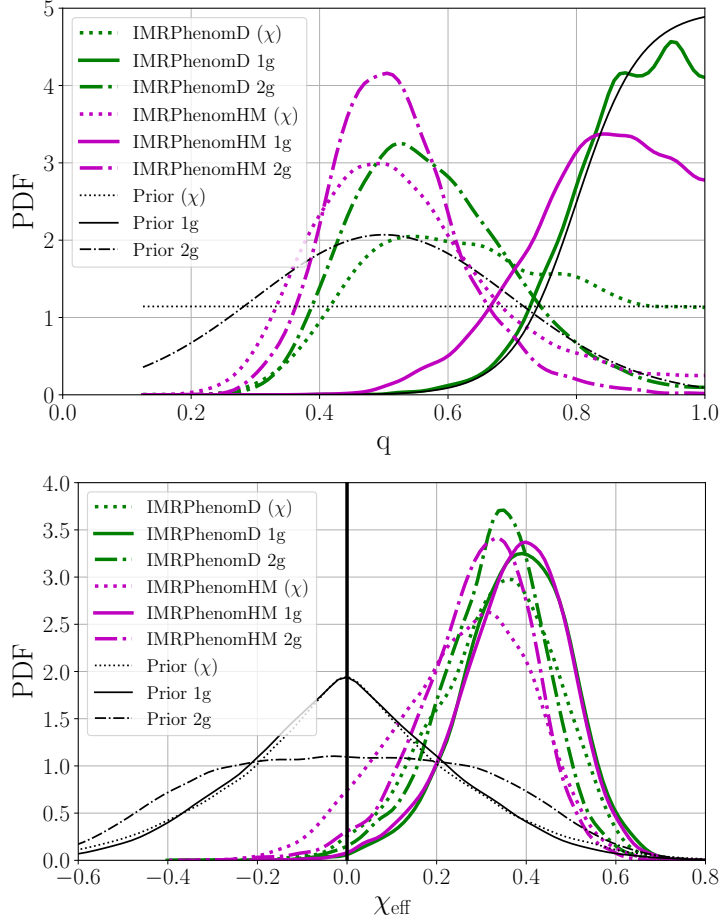 5
4
3
2
1
0
PDF
IMRPhenomD (χ)
IMRPhenomD 1g
IMRPhenomD 2g
IMRPhenomHM (χ)
IMRPhenomHM 1g
IMRPhenomHM 2g
Prior (χ)
Prior 1g
Prior 2g
0.0 0.2 0.4 0.6 0.8 1.0
q
4.0
3.5
3.0
2.5
2.0
1.5
1.0
0.5
0.0
PDF
IMRPhenomD (χ)
IMRPhenomD 1g
IMRPhenomD 2g
IMRPhenomHM (χ)
IMRPhenomHM 1g
IMRPhenomHM 2g
Prior (χ)
Prior 1g
Prior 2g
−0.6 −0.4 −0.2 0.0 0.2 0.4 0.6 0.8
χeff